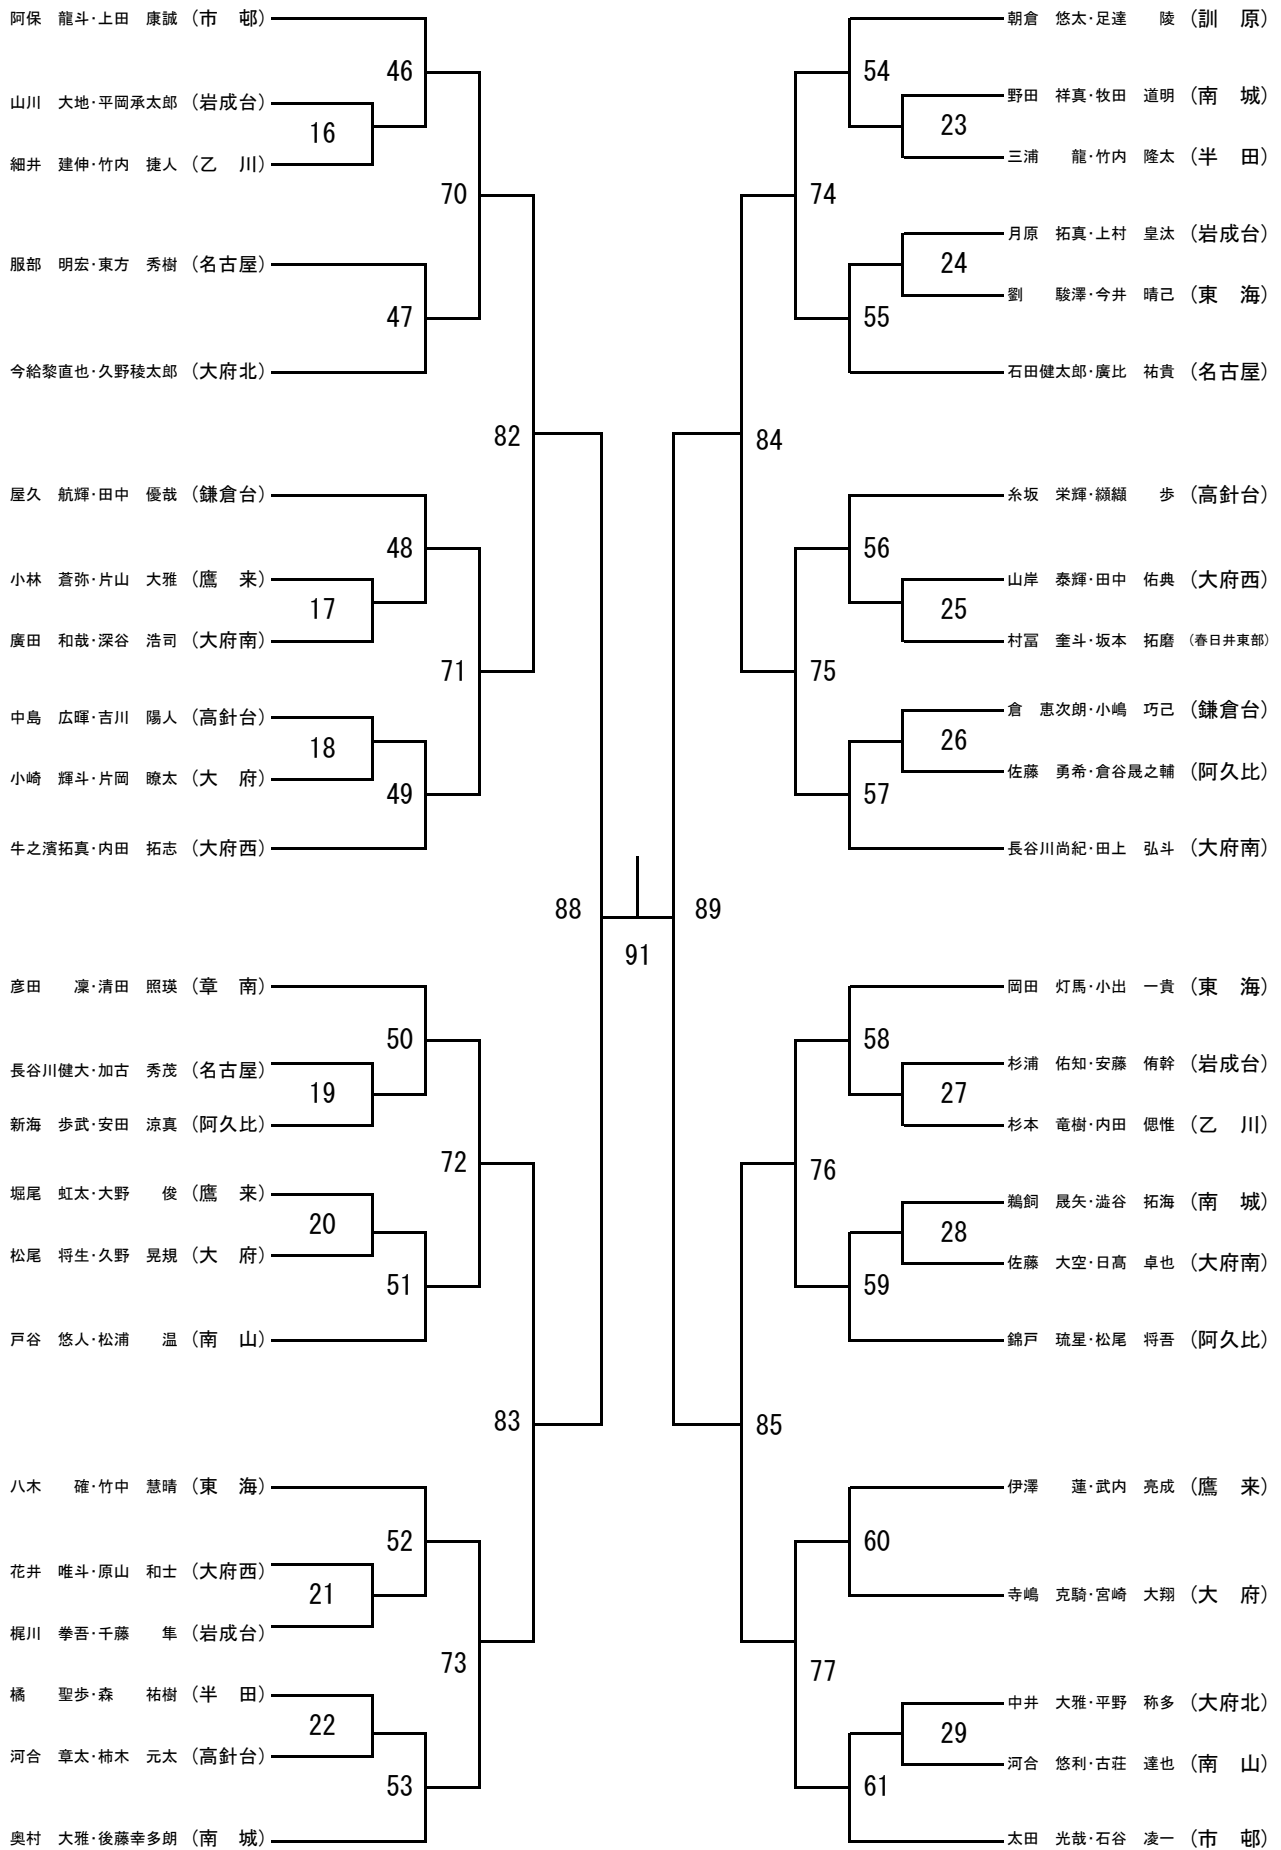 阿保　龍斗・上田　康誠（市　邨）
46
山川　大地・平岡承太郎（岩成台）
16
細井　建伸・竹内　捷人（乙　川）
70
服部　明宏・東方　秀樹（名古屋）
47
今給黎直也・久野稜太郎（大府北）
82
屋久　航輝・田中　優哉（鎌倉台）
48
小林　蒼弥・片山　大雅（鷹　来）
17
廣田　和哉・深谷　浩司（大府南）
71
中島　広暉・吉川　陽人（高針台）
18
小崎　輝斗・片岡　瞭太（大　府）
49
牛之濱拓真・内田　拓志（大府西）
88
彦田　　凜・清田　照瑛（章　南）
50
長谷川健大・加古　秀茂（名古屋）
19
新海　歩武・安田　涼真（阿久比）
72
堀尾　虹太・大野　　俊（鷹　来）
20
松尾　将生・久野　晃規（大　府）
51
戸谷　悠人・松浦　　温（南　山）
83
八木　　確・竹中　慧晴（東　海）
52
花井　唯斗・原山　和士（大府西）
21
梶川　拳吾・千藤　　隼（岩成台）
73
橘　　聖歩・森　　祐樹（半　田）
22
河合　章太・柿木　元太（高針台）
53
奥村　大雅・後藤幸多朗（南　城）
91
朝倉　悠太・足達　　陵（訓　原）
54
野田　祥真・牧田　道明（南　城）
23
三浦　　龍・竹内　隆太（半　田）
74
月原　拓真・上村　皇汰（岩成台）
24
劉　　駿澤・今井　晴己（東　海）
55
石田健太郎・廣比　祐貴（名古屋）
84
糸坂　栄輝・纐纈　　歩（高針台）
56
山岸　泰輝・田中　佑典（大府西）
25
村冨　奎斗・坂本　拓磨（春日井東部）
75
倉　恵次朗・小嶋　巧己（鎌倉台）
26
佐藤　勇希・倉谷晟之輔（阿久比）
57
長谷川尚紀・田上　弘斗（大府南）
89
岡田　灯馬・小出　一貴（東　海）
58
杉浦　佑知・安藤　侑幹（岩成台）
27
杉本　竜樹・内田　偲惟（乙　川）
76
鵜飼　晟矢・澁谷　拓海（南　城）
28
佐藤　大空・日髙　卓也（大府南）
59
錦戸　琉星・松尾　将吾（阿久比）
85
伊澤　　蓮・武内　亮成（鷹　来）
60
寺嶋　克騎・宮崎　大翔（大　府）
77
中井　大雅・平野　称多（大府北）
29
河合　悠利・古荘　達也（南　山）
61
太田　光哉・石谷　凌一（市　邨）